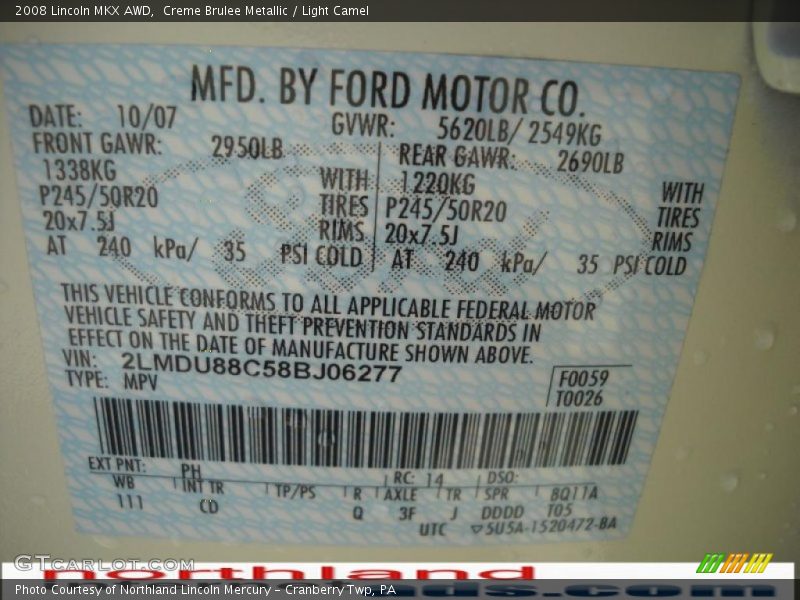 2008 Lincoln MKX AWD, Creme Brulee Metallic / Light Camel
MFD. BY FORD MOTOR CO.
DATE: 10/07 GVWR: 5620LB/ 2549KG
FRONT GAWR: 2950LB REAR GAWR: 2690LB
1338KG WITH 1220KG WITH
P245/50R20 TIRES P245/50R20 TIRES
20x7.5J RIMS 20x7.5J RIMS
AT 240 kPa/ 35 PSI COLD AT 240 kPa/ 35 PSI COLD
THIS VEHICLE CONFORMS TO ALL APPLICABLE FEDERAL MOTOR
VEHICLE SAFETY AND THEFT PREVENTION STANDARDS IN
EFFECT ON THE DATE OF MANUFACTURE SHOWN ABOVE.
VIN: 2LMDU88C58BJ06277
TYPE: MPV
F0059
T0026
EXT PNT: PH RC: 14 DSO:
WB INT TR TP/PS R AXLE TR SPR BQ11A
111 CD Q 3F J DDDD T05
UTC ▽5U5A-1520472-BA
GTCarLot.com
northland
Photo Courtesy of Northland Lincoln Mercury - Cranberry Twp, PA